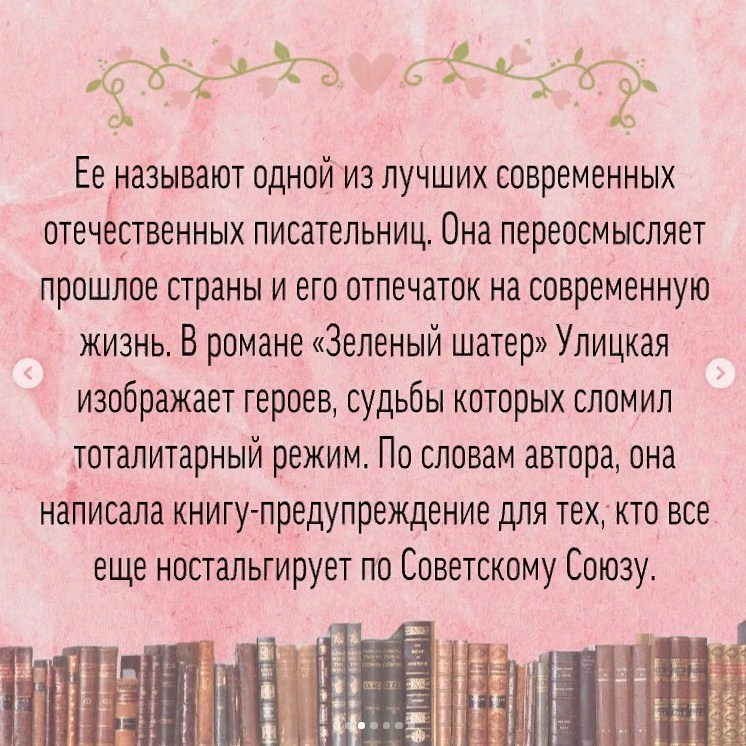 Ее называют одной из лучших современных
отечественных писательниц. Она переосмысляет
прошлое страны и его отпечаток на современную
жизнь. В романе «Зеленый шатер» Улицкая
изображает героев, судьбы которых сломил
тоталитарный режим. По словам автора, она
написала книгу-предупреждение для тех, кто все
еще ностальгирует по Советскому Союзу.